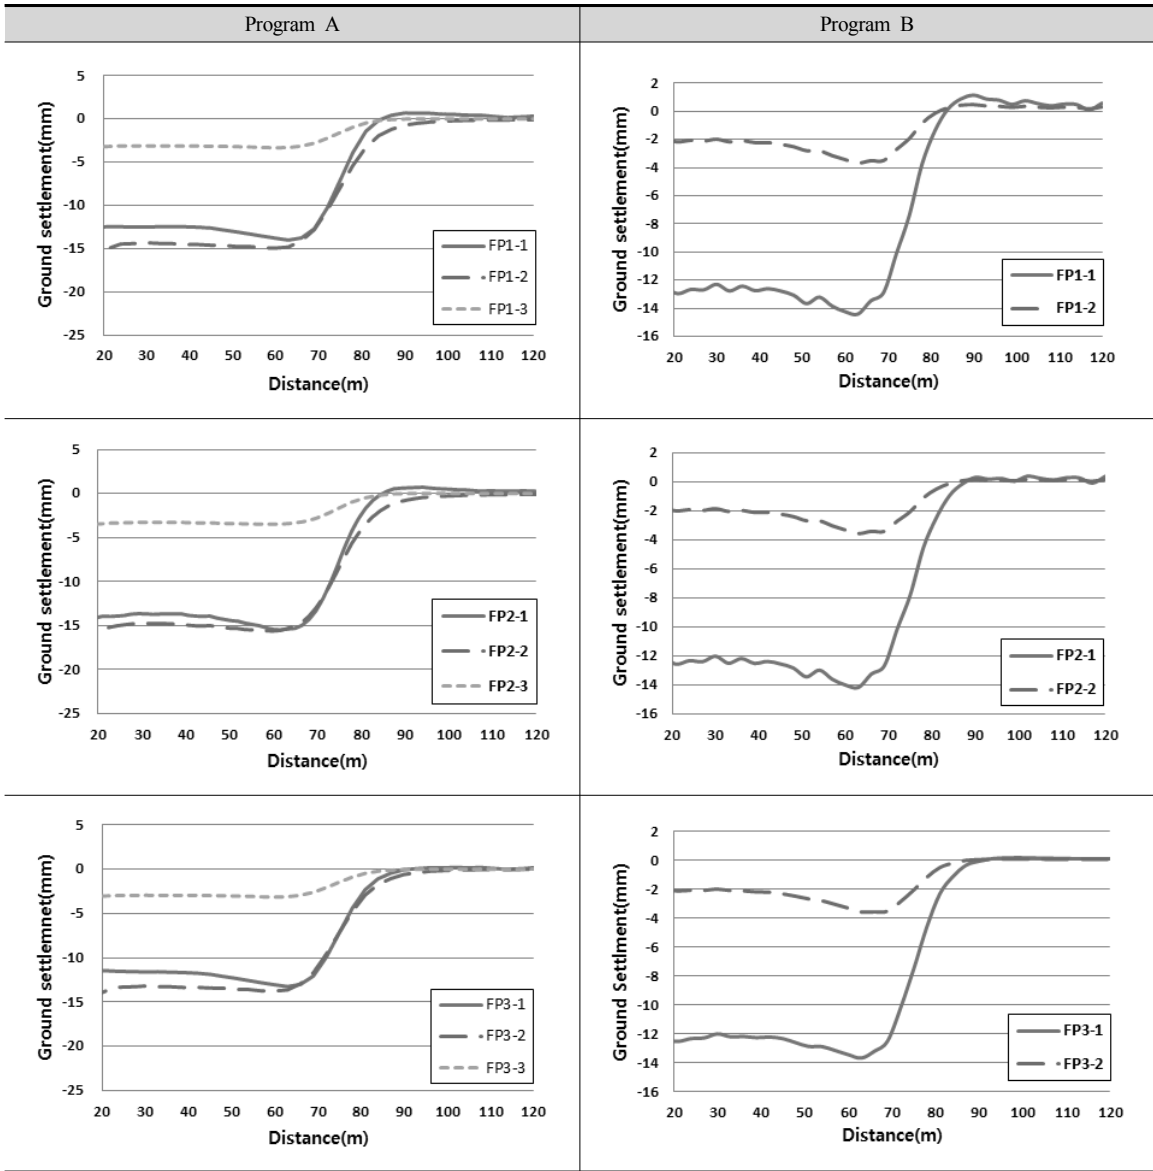 Program A
Program B
Ground settlement(mm)
5
0
-5
-10
-15
-20
-25
20 30 40 50 60 70 80 90 100 110 120
Distance(m)
FP1-1
FP1-2
FP1-3
Ground settlement(mm)
2
0
-2
-4
-6
-8
-10
-12
-14
-16
20 30 40 50 60 70 80 90 100 110 120
Distance(m)
FP1-1
FP1-2
Ground settlement(mm)
5
0
-5
-10
-15
-20
-25
20 30 40 50 60 70 80 90 100 110 120
Distance(m)
FP2-1
FP2-2
FP2-3
Ground settlement(mm)
2
0
-2
-4
-6
-8
-10
-12
-14
-16
20 30 40 50 60 70 80 90 100 110 120
Distance(m)
FP2-1
FP2-2
Ground settlemnet(mm)
5
0
-5
-10
-15
-20
-25
20 30 40 50 60 70 80 90 100 110 120
Distance(m)
FP3-1
FP3-2
FP3-3
Ground Settlment(mm)
2
0
-2
-4
-6
-8
-10
-12
-14
-16
20 30 40 50 60 70 80 90 100 110 120
Distance(m)
FP3-1
FP3-2